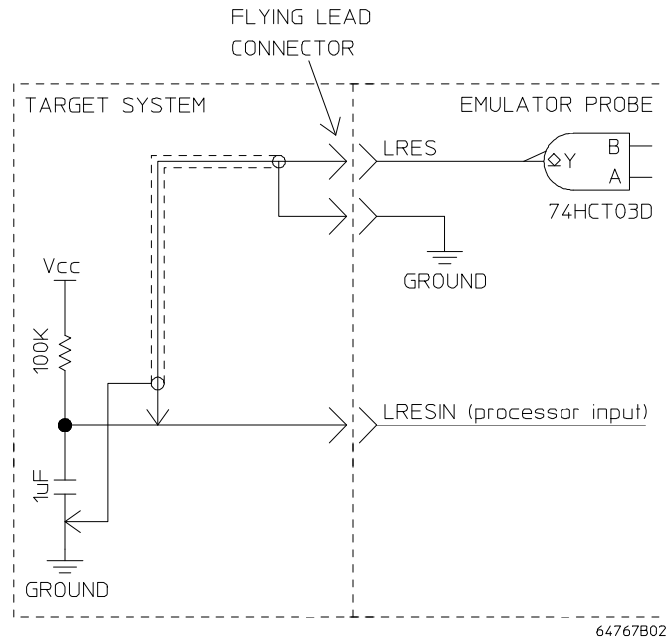 FLYING LEAD
CONNECTOR
TARGET SYSTEM
EMULATOR PROBE
LRES
B
Y
A
74HCT03D
GROUND
Vcc
100K
LRESIN (processor input)
1uF
GROUND
64767B02